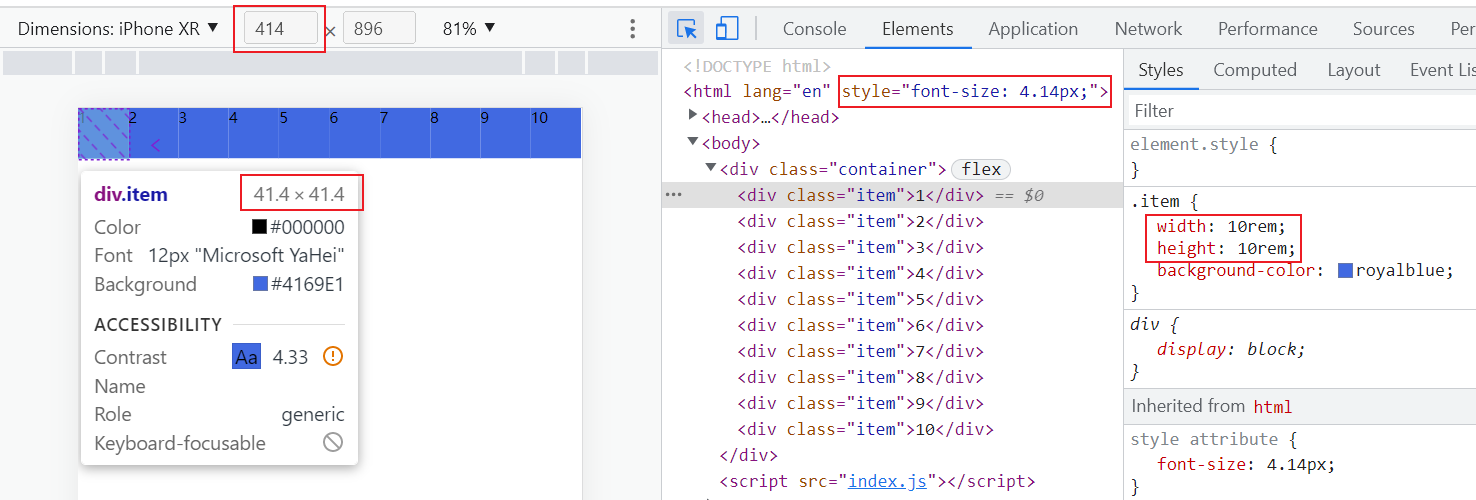 Dimensions: iPhone XR ▼ 414 × 896 81% ▼
1 2 3 4 5 6 7 8 9 10
div.item 41.4 × 41.4
Color #000000
Font 12px "Microsoft YaHei"
Background #4169E1
ACCESSIBILITY
Contrast Aa 4.33
Name
Role generic
Keyboard-focusable
Console Elements Application Network Performance Sources Per
<!DOCTYPE html>
<html lang="en" style="font-size: 4.14px;">
<head>…</head>
<body>
<div class="container"> flex
<div class="item">1</div> == $0
<div class="item">2</div>
<div class="item">3</div>
<div class="item">4</div>
<div class="item">5</div>
<div class="item">6</div>
<div class="item">7</div>
<div class="item">8</div>
<div class="item">9</div>
<div class="item">10</div>
</div>
<script src="index.js"></script>
Styles Computed Layout Event Lis
Filter
element.style {
}
.item {
width: 10rem;
height: 10rem;
background-color: royalblue;
}
div {
display: block;
}
Inherited from html
style attribute {
font-size: 4.14px;
}